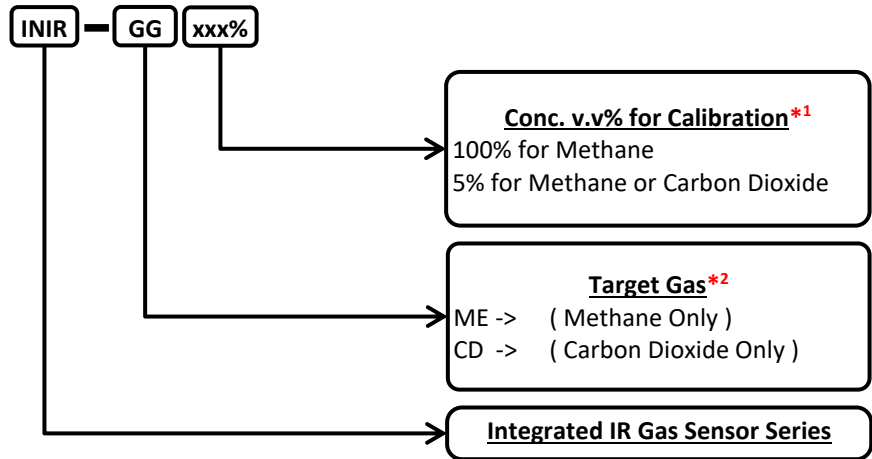 INIR - GG xxx%
Conc. v.v% for Calibration*1
100% for Methane
5% for Methane or Carbon Dioxide
Target Gas*2
ME -> ( Methane Only )
CD -> ( Carbon Dioxide Only )
Integrated IR Gas Sensor Series